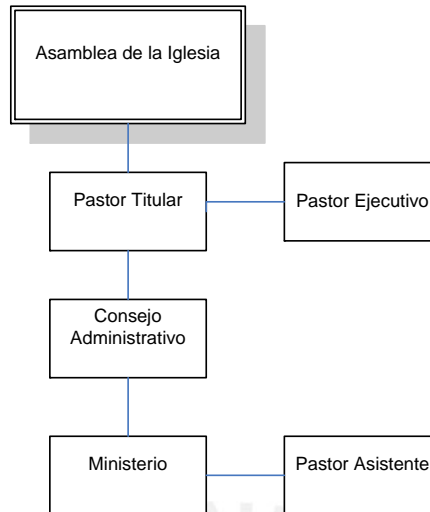 Asamblea de la Iglesia
Pastor Titular
Pastor Ejecutivo
Consejo
Administrativo
Ministerio
Pastor Asistente